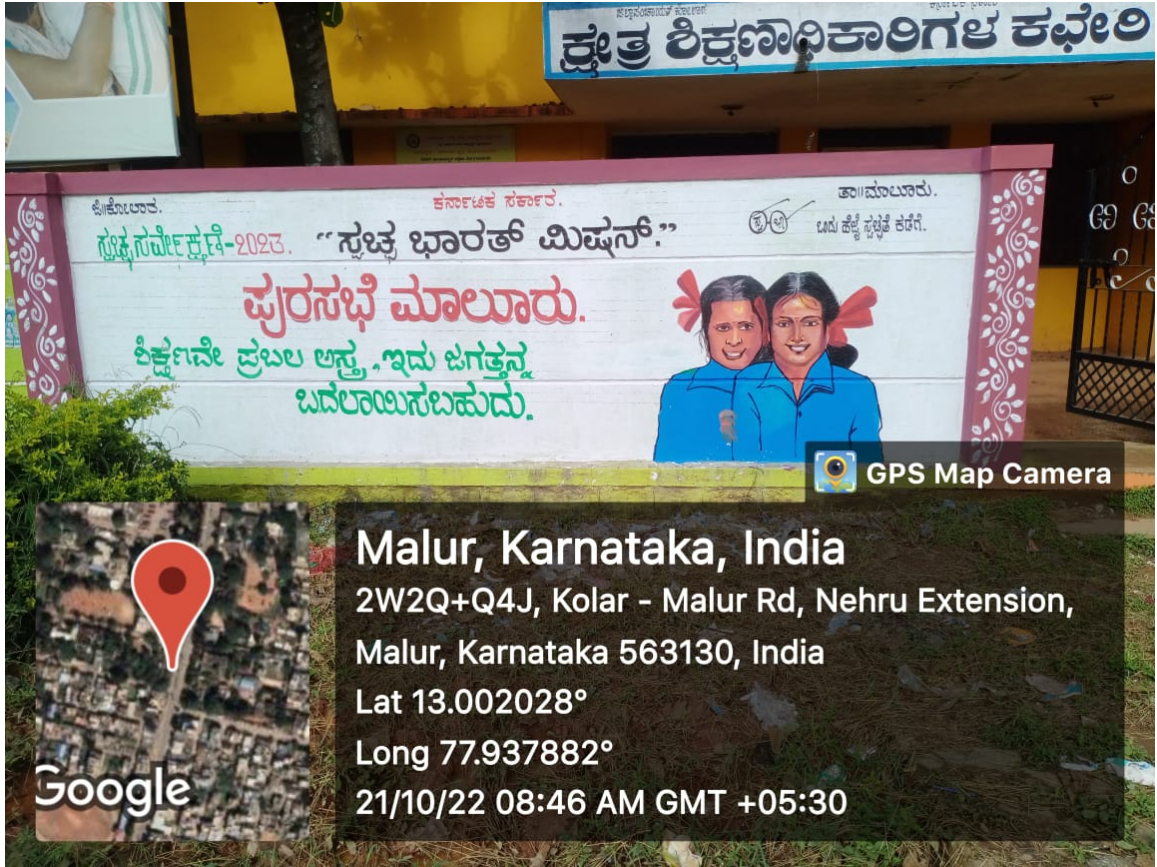 ಕ್ಷೇತ್ರ ಶಿಕ್ಷಣಾಧಿಕಾರಿಗಳ ಕಛೇರಿ
ಜಿ॥ಕೋಲಾರ.
ಕರ್ನಾಟಕ ಸರ್ಕಾರ.
ತಾ॥ಮಾಲೂರು.
ಸ್ವಚ್ಛಸರ್ವೇಕ್ಷಣೆ-2023.
“ಸ್ವಚ್ಛ ಭಾರತ್ ಮಿಷನ್.”
ಒಂದು ಹೆಜ್ಜೆ ಸ್ವಚ್ಛತೆ ಕಡೆಗೆ.
ಪುರಸಭೆ ಮಾಲೂರು.
ಶಿಕ್ಷಣವೇ ಪ್ರಬಲ ಅಸ್ತ್ರ, ಇದು ಜಗತ್ತನ್ನ
ಬದಲಾಯಿಸಬಹುದು.
GPS Map Camera
Malur, Karnataka, India
2W2Q+Q4J, Kolar - Malur Rd, Nehru Extension,
Malur, Karnataka 563130, India
Lat 13.002028°
Long 77.937882°
21/10/22 08:46 AM GMT +05:30
Google